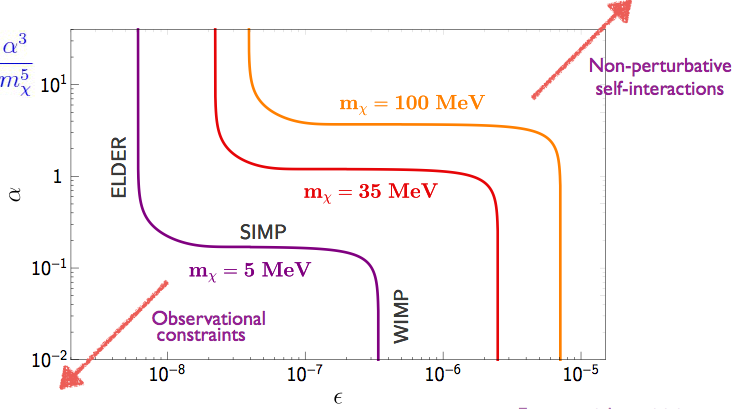 α³
m⁵χ
10¹
1
10⁻¹
10⁻²
α
ELDER
SIMP
WIMP
mχ = 100 MeV
mχ = 35 MeV
mχ = 5 MeV
Non-perturbative
self-interactions
Observational
constraints
10⁻⁸
10⁻⁷
10⁻⁶
10⁻⁵
ϵ